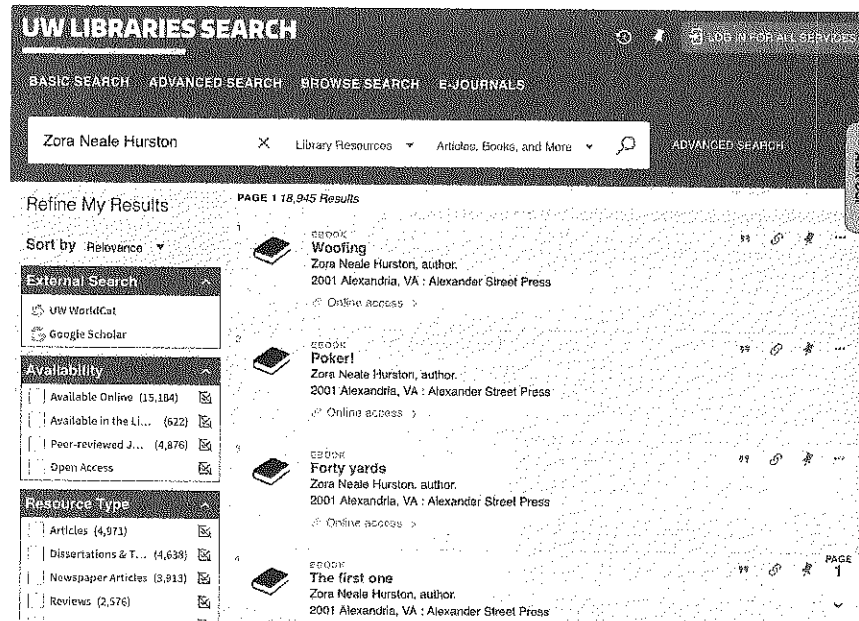 UW LIBRARIES SEARCH
LOG IN FOR ALL SERVICES
BASIC SEARCH ADVANCED SEARCH BROWSE SEARCH E-JOURNALS
Zora Neale Hurston Library Resources Articles, Books, and More ADVANCED SEARCH
Refine My Results
Sort by Relevance
External Search
UW WorldCat
Google Scholar
Availability
Available Online (15,184)
Available in the Li... (622)
Peer-reviewed J... (4,876)
Open Access
Resource Type
Articles (4,971)
Dissertations & T... (4,638)
Newspaper Articles (3,913)
Reviews (2,576)
PAGE 1 18,945 Results
1
EBOOK
Woofing
Zora Neale Hurston, author.
2001 Alexandria, VA : Alexander Street Press
Online access
2
EBOOK
Poker!
Zora Neale Hurston, author.
2001 Alexandria, VA : Alexander Street Press
Online access
3
EBOOK
Forty yards
Zora Neale Hurston, author.
2001 Alexandria, VA : Alexander Street Press
Online access
4
EBOOK
The first one
Zora Neale Hurston, author.
2001 Alexandria, VA : Alexander Street Press
PAGE
1